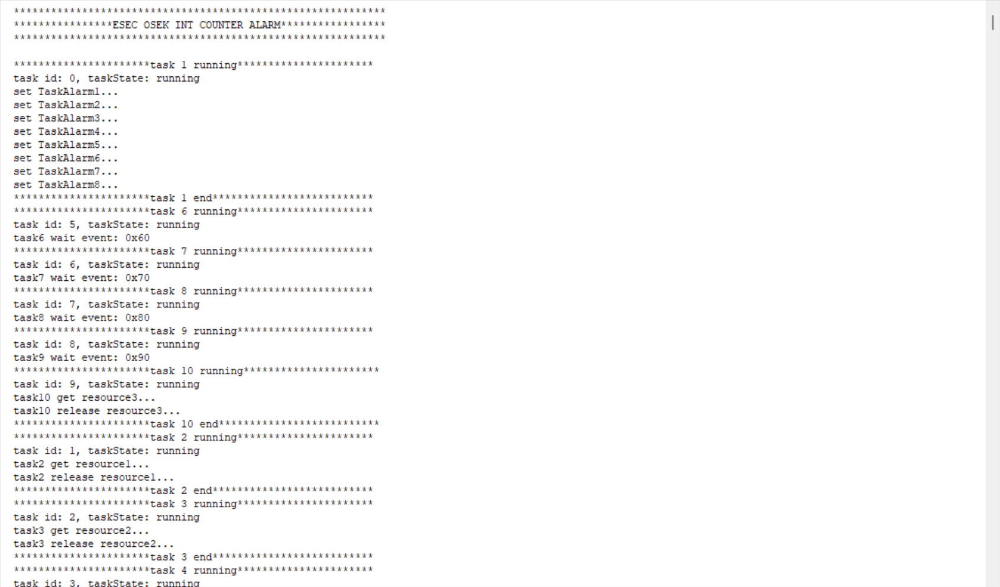 ************************************************************
****************ESEC OSEK INT COUNTER ALARM*****************
************************************************************
**********************task 1 running**********************
task id: 0, taskState: running
set TaskAlarm1...
set TaskAlarm2...
set TaskAlarm3...
set TaskAlarm4...
set TaskAlarm5...
set TaskAlarm6...
set TaskAlarm7...
set TaskAlarm8...
**********************task 1 end**************************
**********************task 6 running**********************
task id: 5, taskState: running
task6 wait event: 0x60
**********************task 7 running**********************
task id: 6, taskState: running
task7 wait event: 0x70
**********************task 8 running**********************
task id: 7, taskState: running
task8 wait event: 0x80
**********************task 9 running**********************
task id: 8, taskState: running
task9 wait event: 0x90
**********************task 10 running**********************
task id: 9, taskState: running
task10 get resource3...
task10 release resource3...
**********************task 10 end**************************
**********************task 2 running**********************
task id: 1, taskState: running
task2 get resource1...
task2 release resource1...
**********************task 2 end**************************
**********************task 3 running**********************
task id: 2, taskState: running
task3 get resource2...
task3 release resource2...
**********************task 3 end**************************
**********************task 4 running**********************
task id: 3, taskState: running